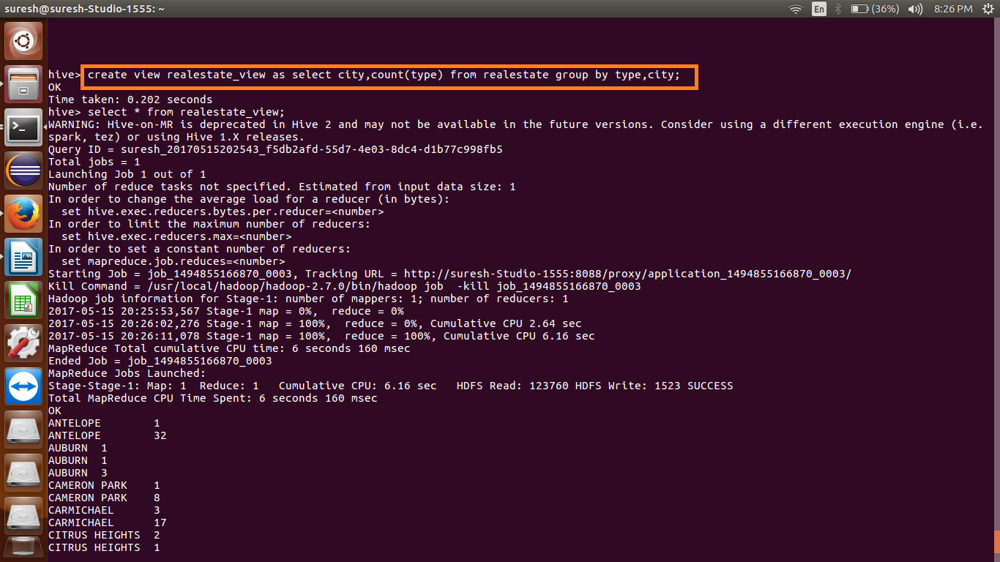 suresh@suresh-Studio-1555: ~
En
(36%)
8:26 PM
hive> create view realestate_view as select city,count(type) from realestate group by type,city;
OK
Time taken: 0.202 seconds
hive> select * from realestate_view;
WARNING: Hive-on-MR is deprecated in Hive 2 and may not be available in the future versions. Consider using a different execution engine (i.e.
spark, tez) or using Hive 1.X releases.
Query ID = suresh_20170515202543_f5db2afd-55d7-4e03-8dc4-d1b77c998fb5
Total jobs = 1
Launching Job 1 out of 1
Number of reduce tasks not specified. Estimated from input data size: 1
In order to change the average load for a reducer (in bytes):
  set hive.exec.reducers.bytes.per.reducer=<number>
In order to limit the maximum number of reducers:
  set hive.exec.reducers.max=<number>
In order to set a constant number of reducers:
  set mapreduce.job.reduces=<number>
Starting Job = job_1494855166870_0003, Tracking URL = http://suresh-Studio-1555:8088/proxy/application_1494855166870_0003/
Kill Command = /usr/local/hadoop/hadoop-2.7.0/bin/hadoop job  -kill job_1494855166870_0003
Hadoop job information for Stage-1: number of mappers: 1; number of reducers: 1
2017-05-15 20:25:53,567 Stage-1 map = 0%,  reduce = 0%
2017-05-15 20:26:02,276 Stage-1 map = 100%,  reduce = 0%, Cumulative CPU 2.64 sec
2017-05-15 20:26:11,078 Stage-1 map = 100%,  reduce = 100%, Cumulative CPU 6.16 sec
MapReduce Total cumulative CPU time: 6 seconds 160 msec
Ended Job = job_1494855166870_0003
MapReduce Jobs Launched:
Stage-Stage-1: Map: 1  Reduce: 1   Cumulative CPU: 6.16 sec   HDFS Read: 123760 HDFS Write: 1523 SUCCESS
Total MapReduce CPU Time Spent: 6 seconds 160 msec
OK
ANTELOPE        1
ANTELOPE        32
AUBURN  1
AUBURN  1
AUBURN  3
CAMERON PARK    1
CAMERON PARK    8
CARMICHAEL      3
CARMICHAEL      17
CITRUS HEIGHTS  2
CITRUS HEIGHTS  1